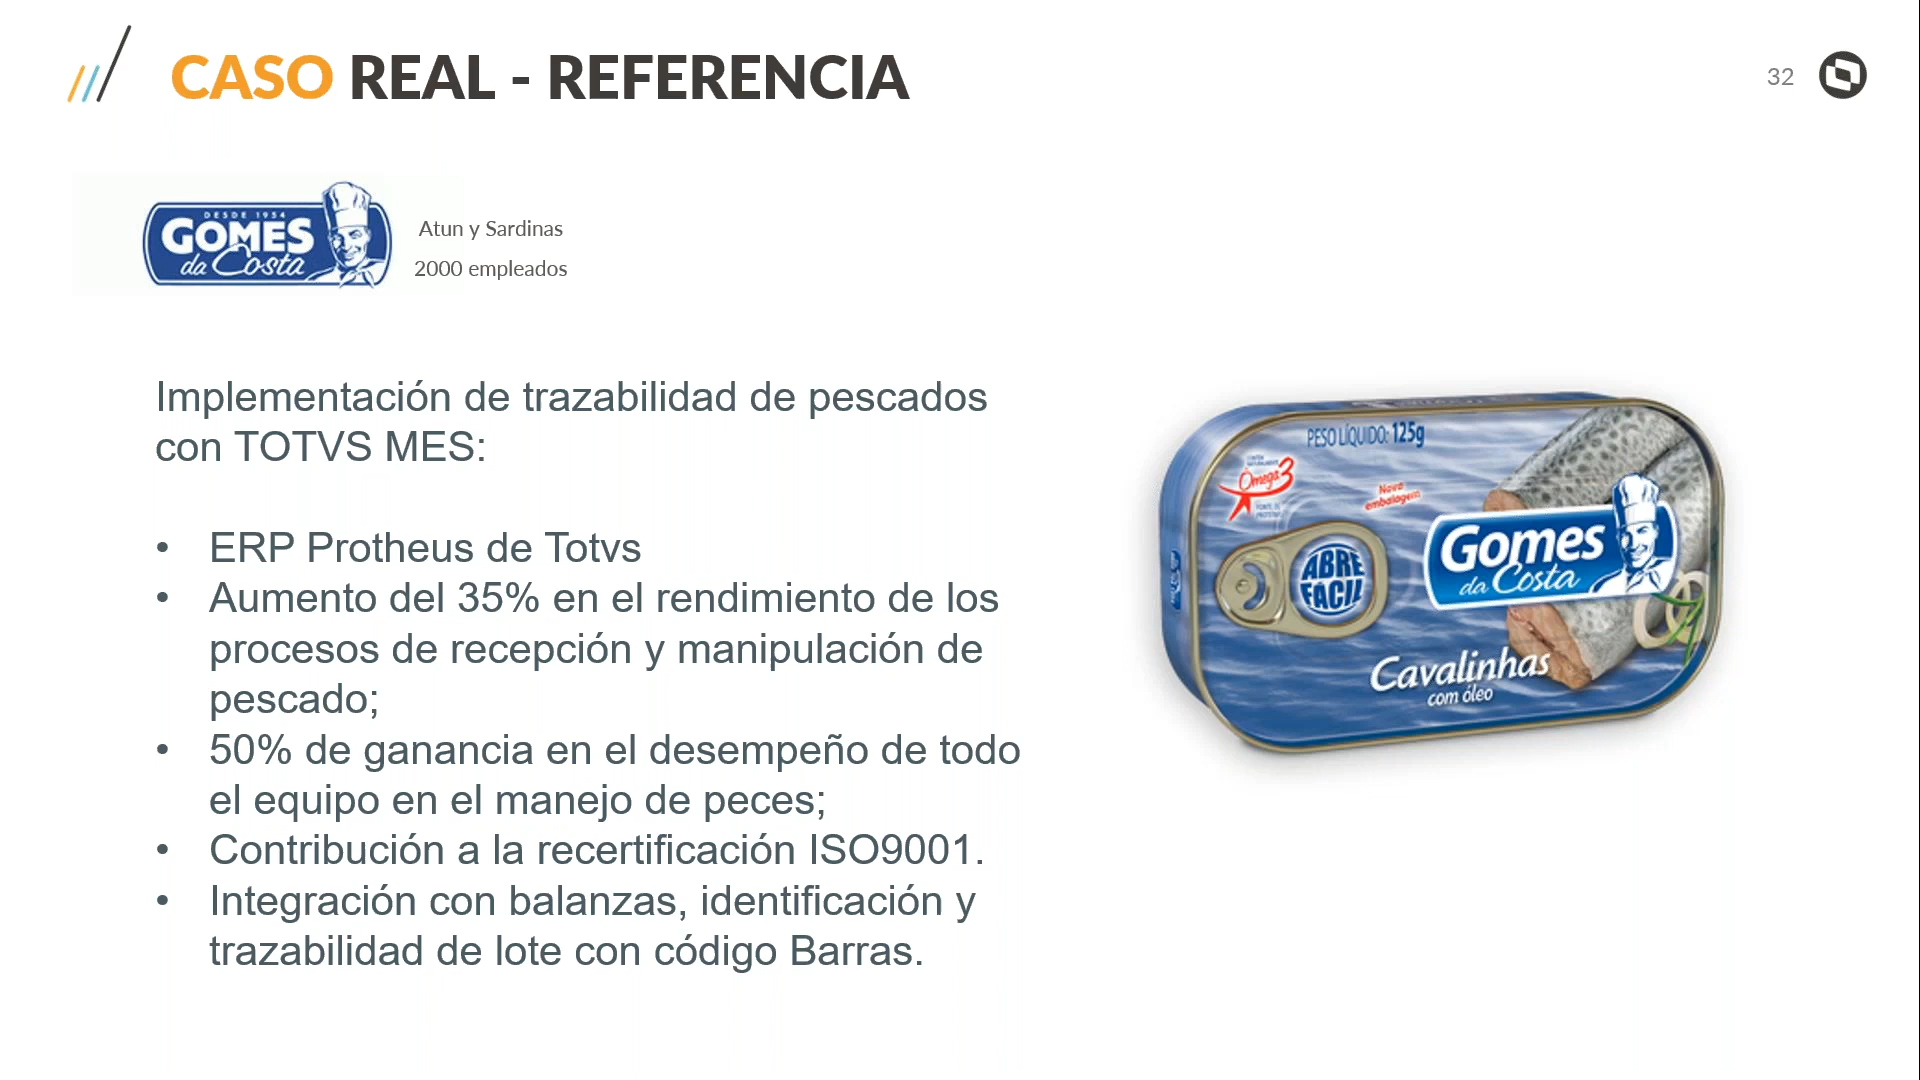 CASO REAL - REFERENCIA
32
DESDE 1954
GOMES
da Costa
Atun y Sardinas
2000 empleados
Implementación de trazabilidad de pescados
con TOTVS MES:
• ERP Protheus de Totvs
• Aumento del 35% en el rendimiento de los
procesos de recepción y manipulación de
pescado;
• 50% de ganancia en el desempeño de todo
el equipo en el manejo de peces;
• Contribución a la recertificación ISO9001.
• Integración con balanzas, identificación y
trazabilidad de lote con código Barras.
PESO LÍQUIDO: 125g
Ômega 3
Nova
embalagem
ABRE
FÁCIL
Gomes
da Costa
Cavalinhas
com óleo